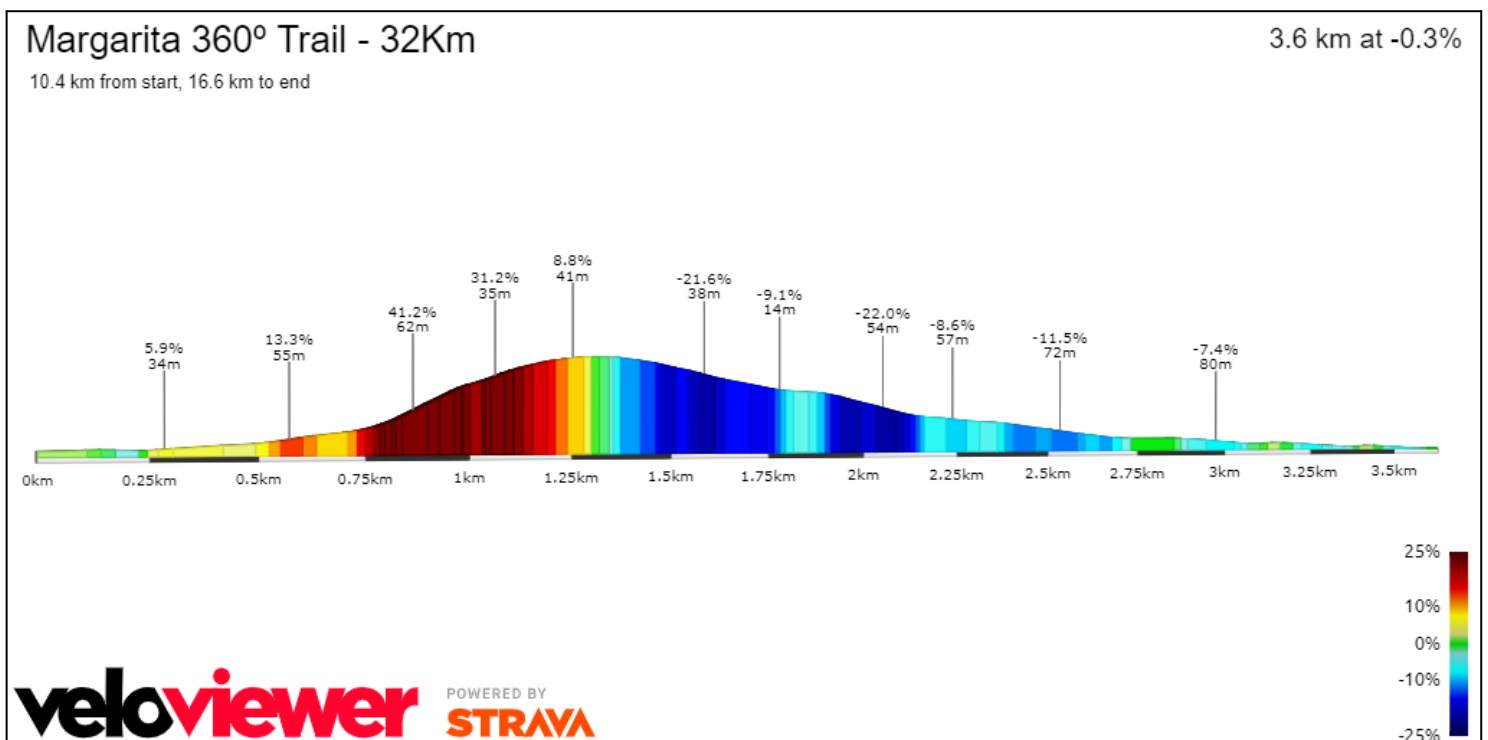 Margarita 360º Trail - 32Km
3.6 km at -0.3%
10.4 km from start, 16.6 km to end
5.9%
34m
13.3%
55m
41.2%
62m
31.2%
35m
8.8%
41m
-21.6%
38m
-9.1%
14m
-22.0%
54m
-8.6%
57m
-11.5%
72m
-7.4%
80m
0km
0.25km
0.5km
0.75km
1km
1.25km
1.5km
1.75km
2km
2.25km
2.5km
2.75km
3km
3.25km
3.5km
25%
10%
0%
-10%
-25%
veloviewer
POWERED BY
STRAVA